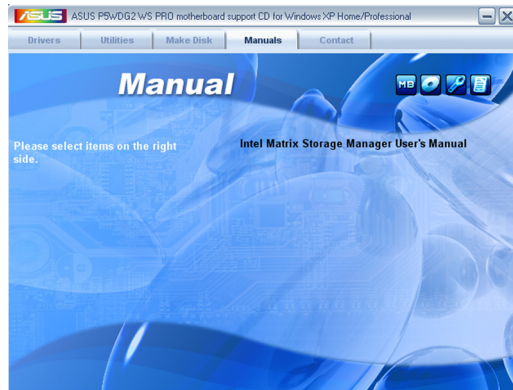 ASUS P5WDG2 WS PRO motherboard support CD for Windows XP Home/Professional
Drivers
Utilities
Make Disk
Manuals
Contact
Manual
MB
Please select items on the right
side.
Intel Matrix Storage Manager User's Manual